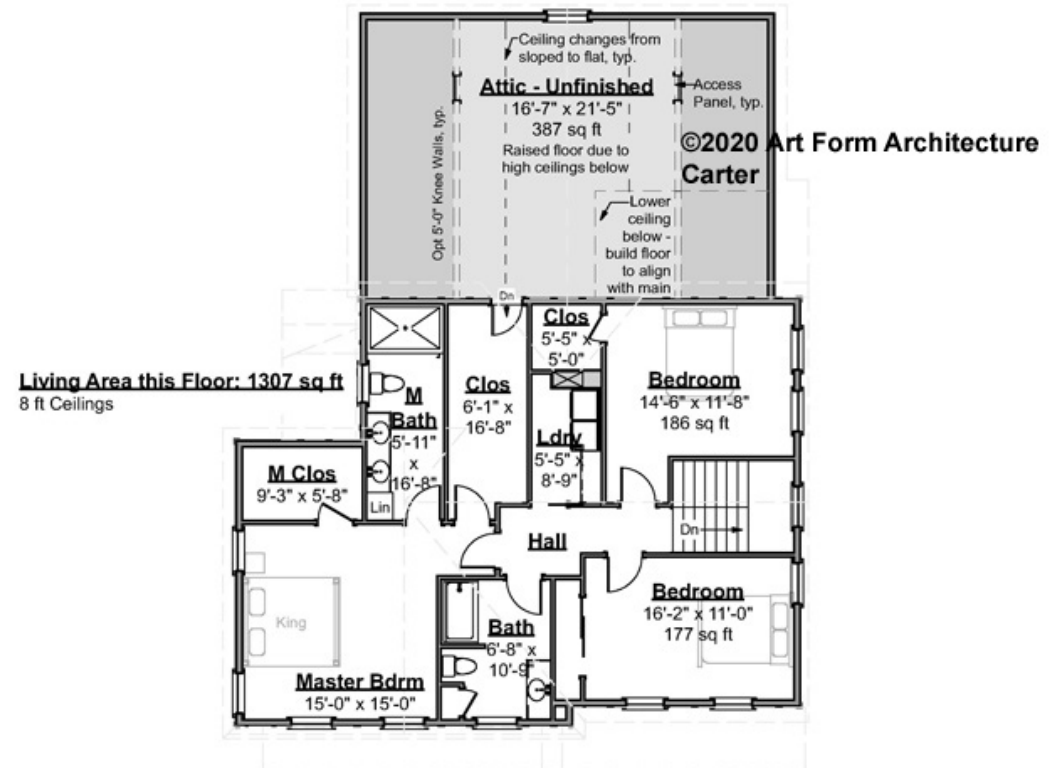 Ceiling changes from
sloped to flat, typ.
Attic - Unfinished
16'-7" x 21'-5"
387 sq ft
Raised floor due to
high ceilings below
Access
Panel, typ.
Opt 5'-0" Knee Walls, typ.
©2020 Art Form Architecture
Carter
Lower
ceiling
below -
build floor
to align
with main
Dn
Clos
5'-5" x
5'-0"
Living Area this Floor: 1307 sq ft
8 ft Ceilings
M
Bath
5'-11"
x
16'-8"
Clos
6'-1" x
16'-8"
Bedroom
14'-6" x 11'-8"
186 sq ft
Ldry
5'-5" x
8'-9"
M Clos
9'-3" x 5'-8"
Lin
Dn
Hall
King
Master Bdrm
15'-0" x 15'-0"
Bath
6'-8" x
10'-9"
Bedroom
16'-2" x 11'-0"
177 sq ft